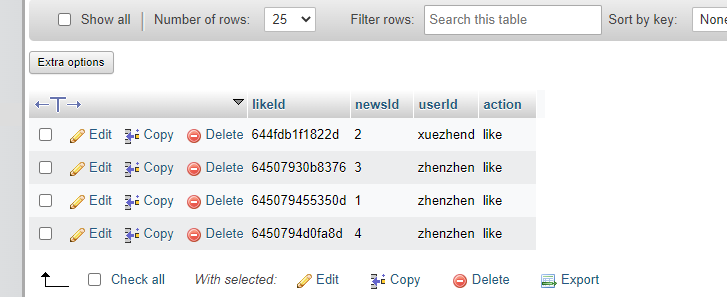 Show all Number of rows: 25 Filter rows: Search this table Sort by key: None
Extra options
likeId newsId userId action
Edit Copy Delete 644fdb1f1822d 2 xuezhend like
Edit Copy Delete 64507930b8376 3 zhenzhen like
Edit Copy Delete 645079455350d 1 zhenzhen like
Edit Copy Delete 6450794d0fa8d 4 zhenzhen like
Check all With selected: Edit Copy Delete Export